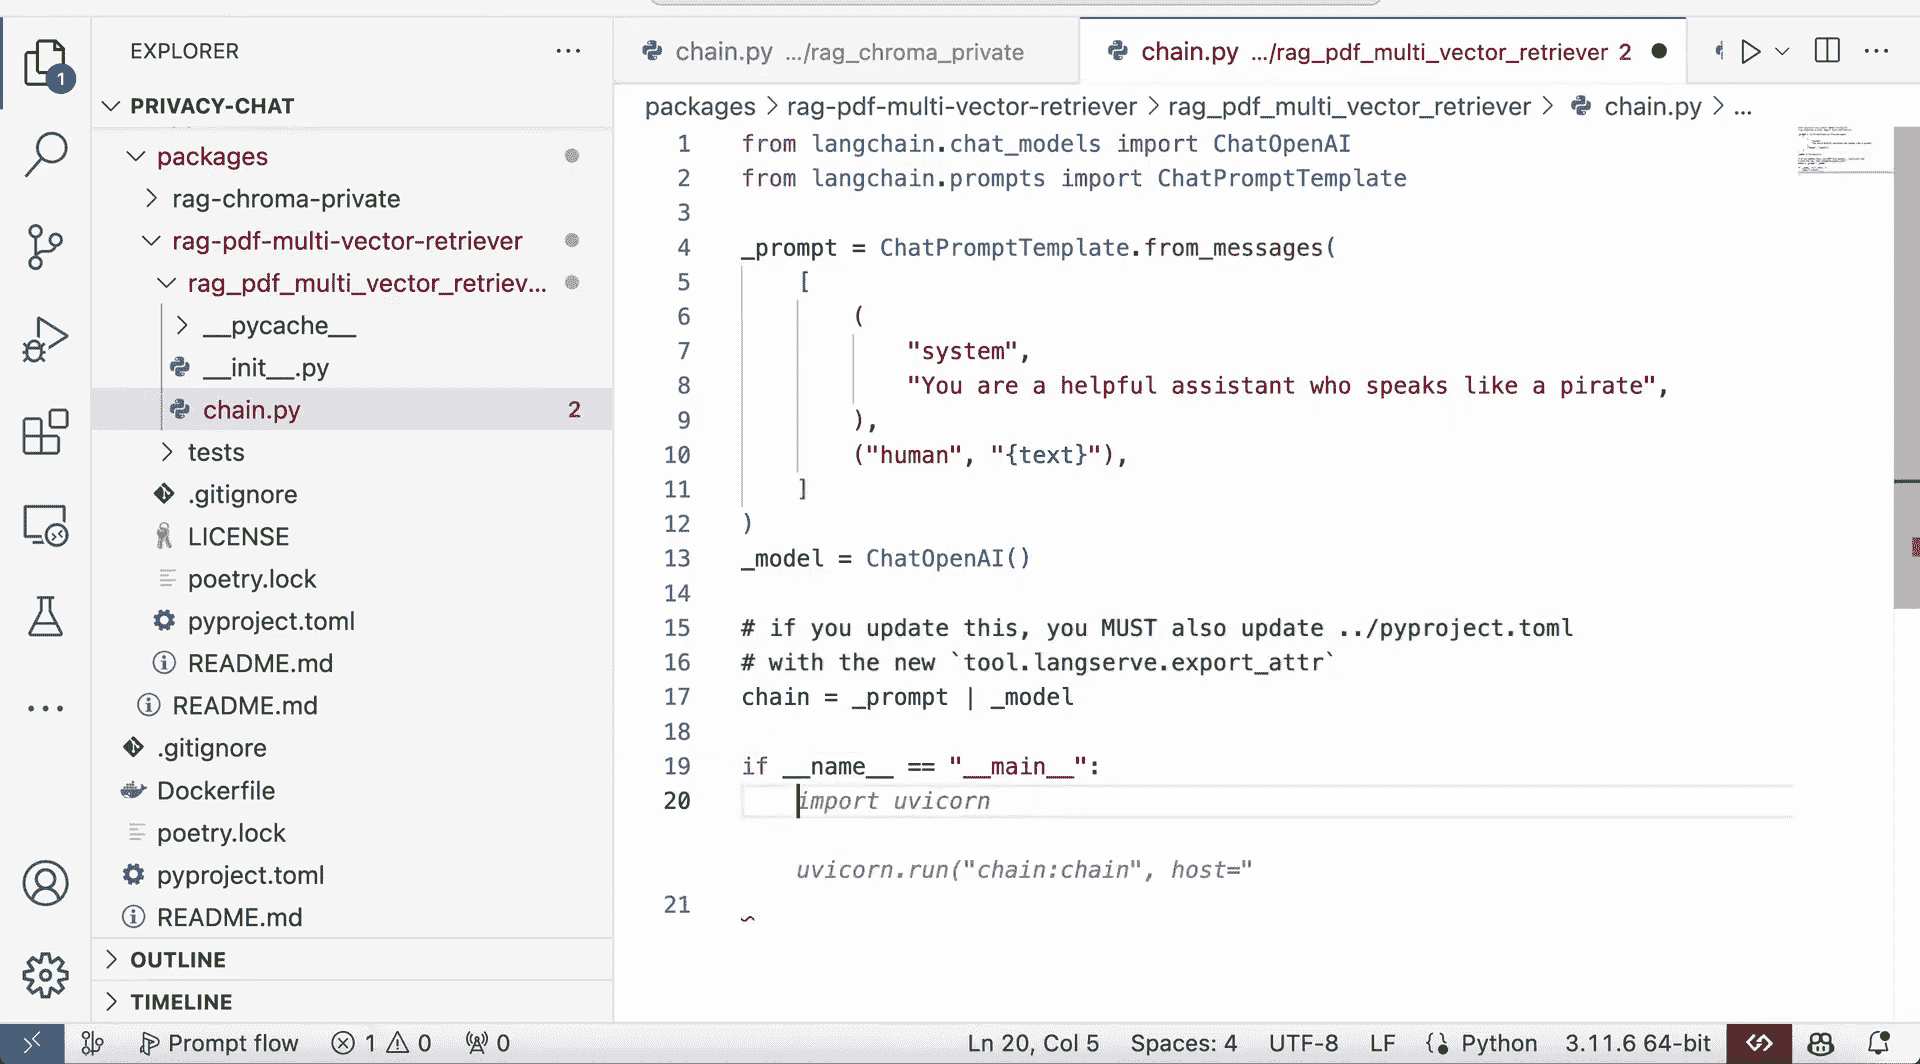 EXPLORER
PRIVACY-CHAT
packages
rag-chroma-private
rag-pdf-multi-vector-retriever
rag_pdf_multi_vector_retriev...
__pycache__
__init__.py
chain.py 2
tests
.gitignore
LICENSE
poetry.lock
pyproject.toml
README.md
README.md
.gitignore
Dockerfile
poetry.lock
pyproject.toml
README.md
OUTLINE
TIMELINE
1
chain.py .../rag_chroma_private
chain.py .../rag_pdf_multi_vector_retriever 2
packages > rag-pdf-multi-vector-retriever > rag_pdf_multi_vector_retriever > chain.py > ...
1 from langchain.chat_models import ChatOpenAI
2 from langchain.prompts import ChatPromptTemplate
3
4 _prompt = ChatPromptTemplate.from_messages(
5 [
6 (
7 "system",
8 "You are a helpful assistant who speaks like a pirate",
9 ),
10 ("human", "{text}"),
11 ]
12 )
13 _model = ChatOpenAI()
14
15 # if you update this, you MUST also update ../pyproject.toml
16 # with the new `tool.langserve.export_attr`
17 chain = _prompt | _model
18
19 if __name__ == "__main__":
20 import uvicorn
uvicorn.run("chain:chain", host="
21
Prompt flow 1 0 0 Ln 20, Col 5 Spaces: 4 UTF-8 LF Python 3.11.6 64-bit